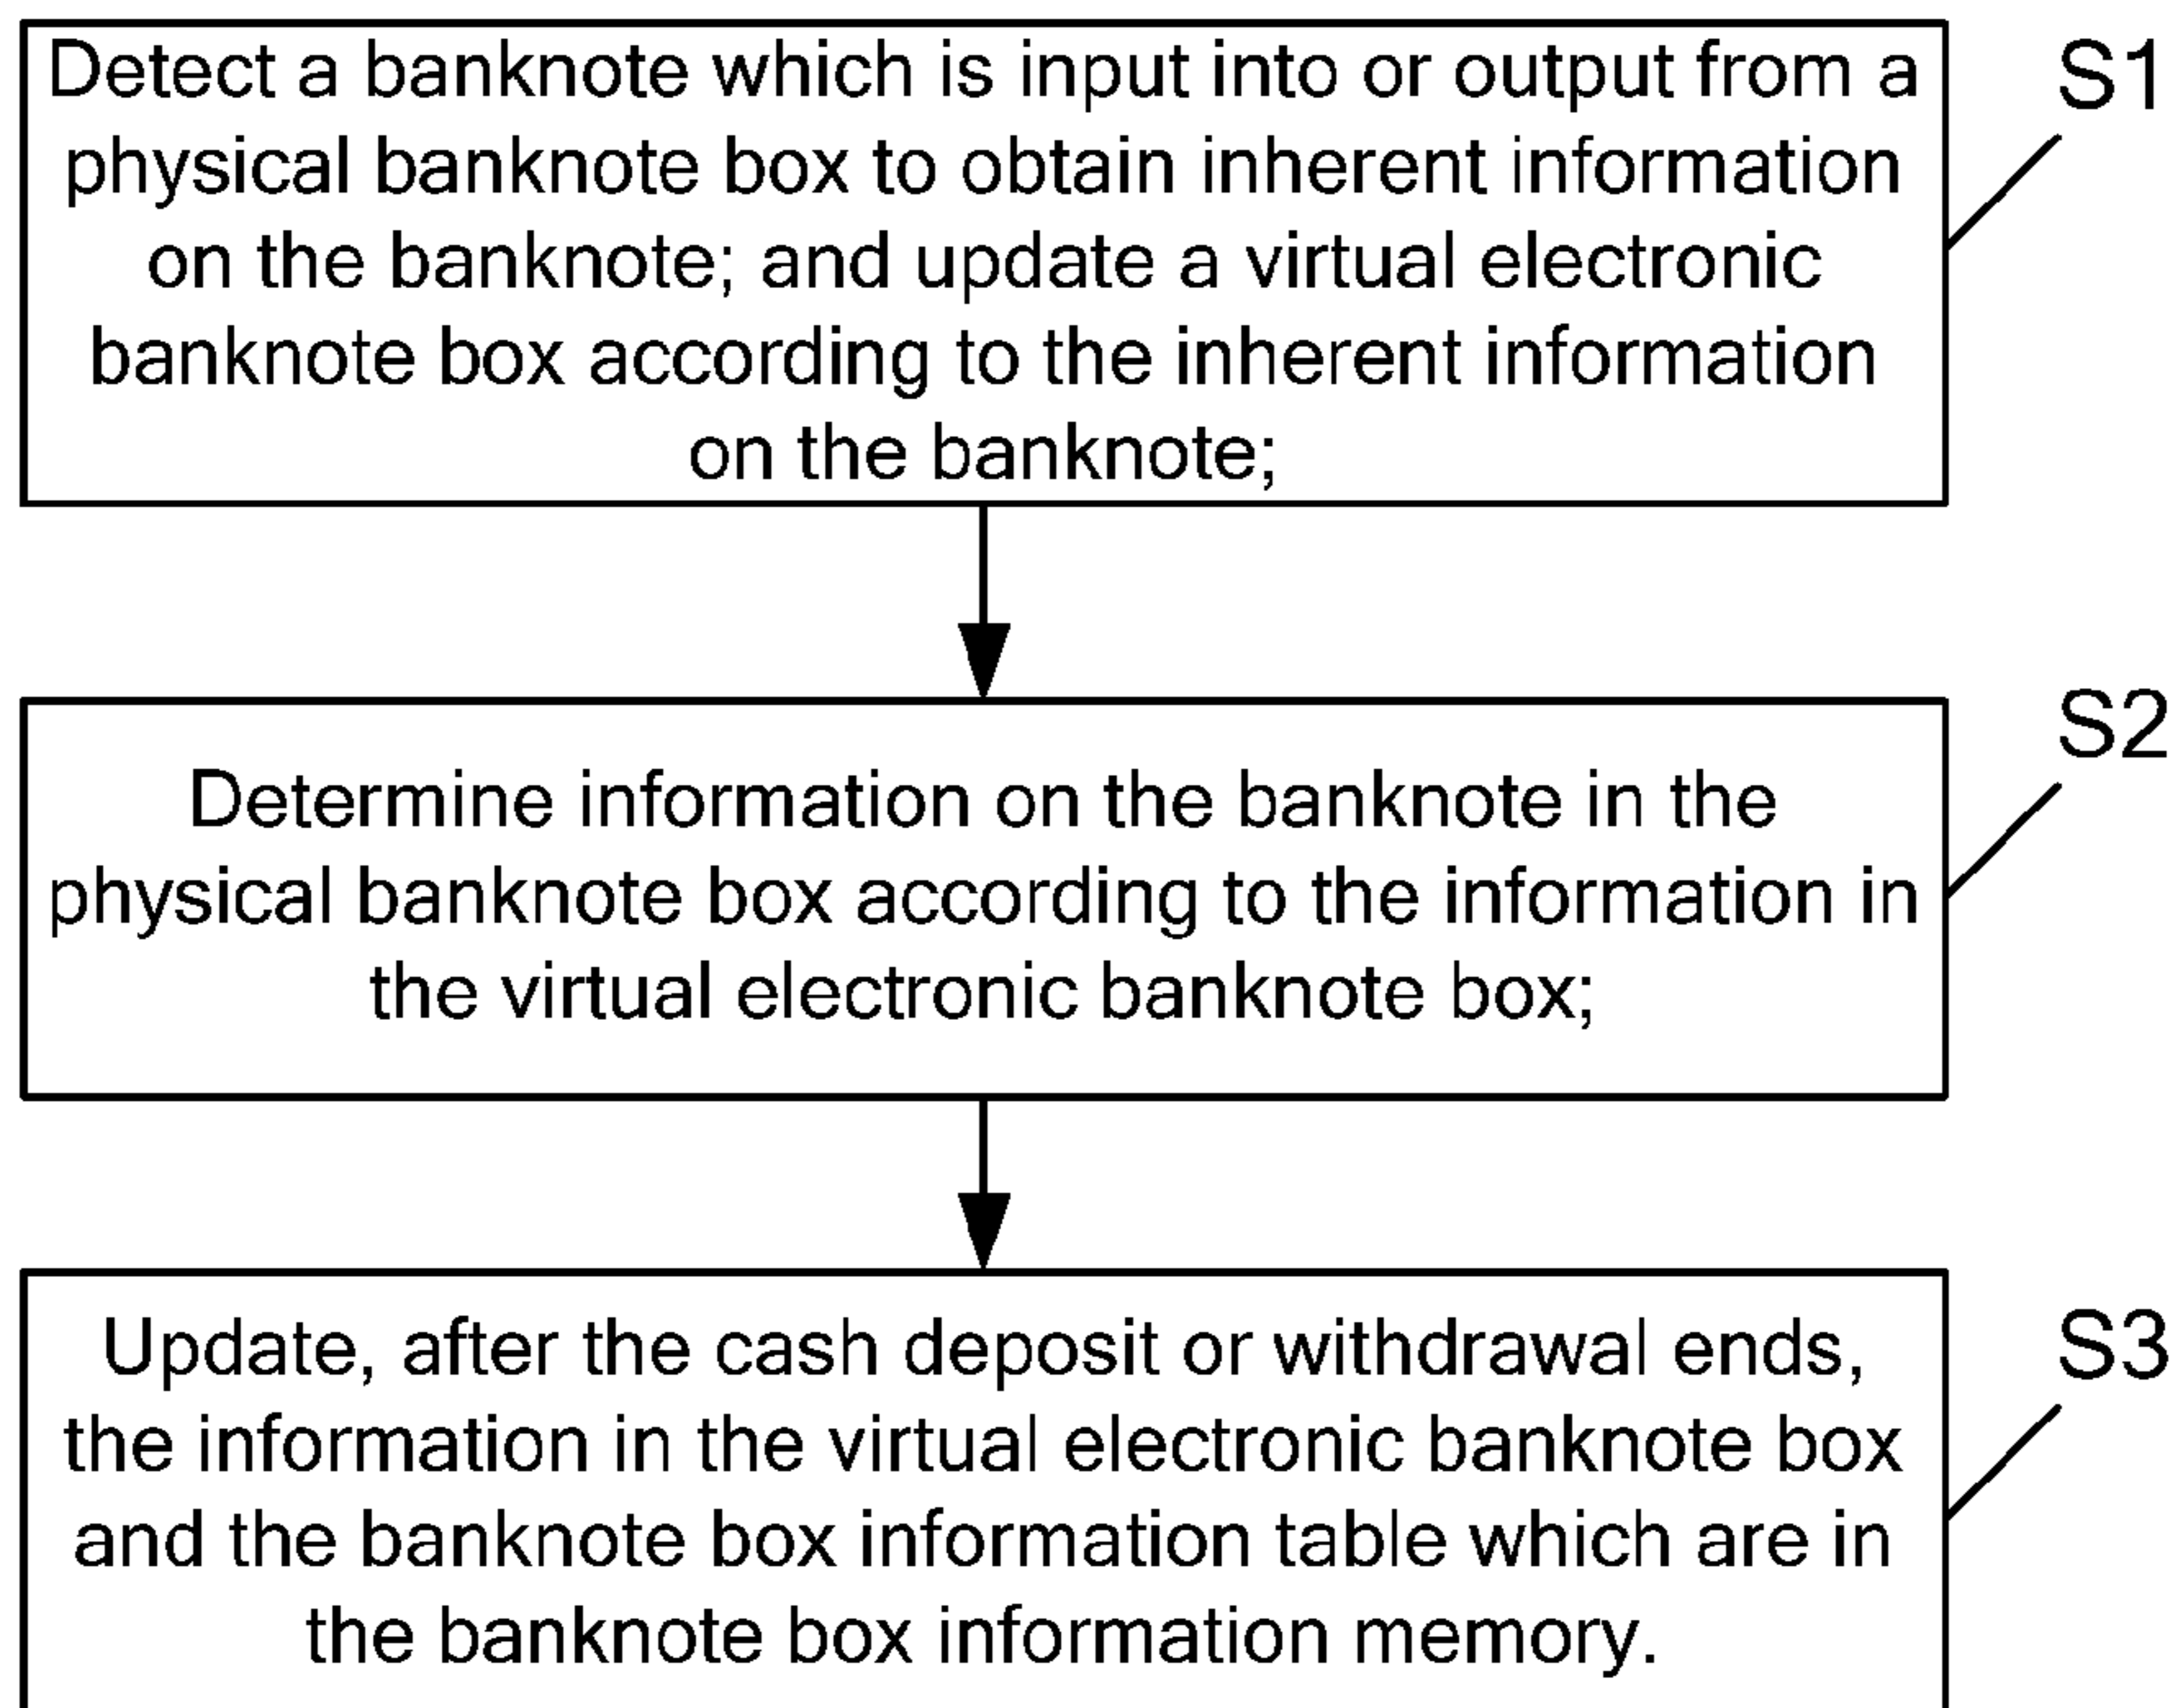 Detect a banknote which is input into or output from a
physical banknote box to obtain inherent information
on the banknote; and update a virtual electronic
banknote box according to the inherent information
on the banknote;
S1
Determine information on the banknote in the
physical banknote box according to the information in
the virtual electronic banknote box;
S2
Update, after the cash deposit or withdrawal ends,
the information in the virtual electronic banknote box
and the banknote box information table which are in
the banknote box information memory.
S3